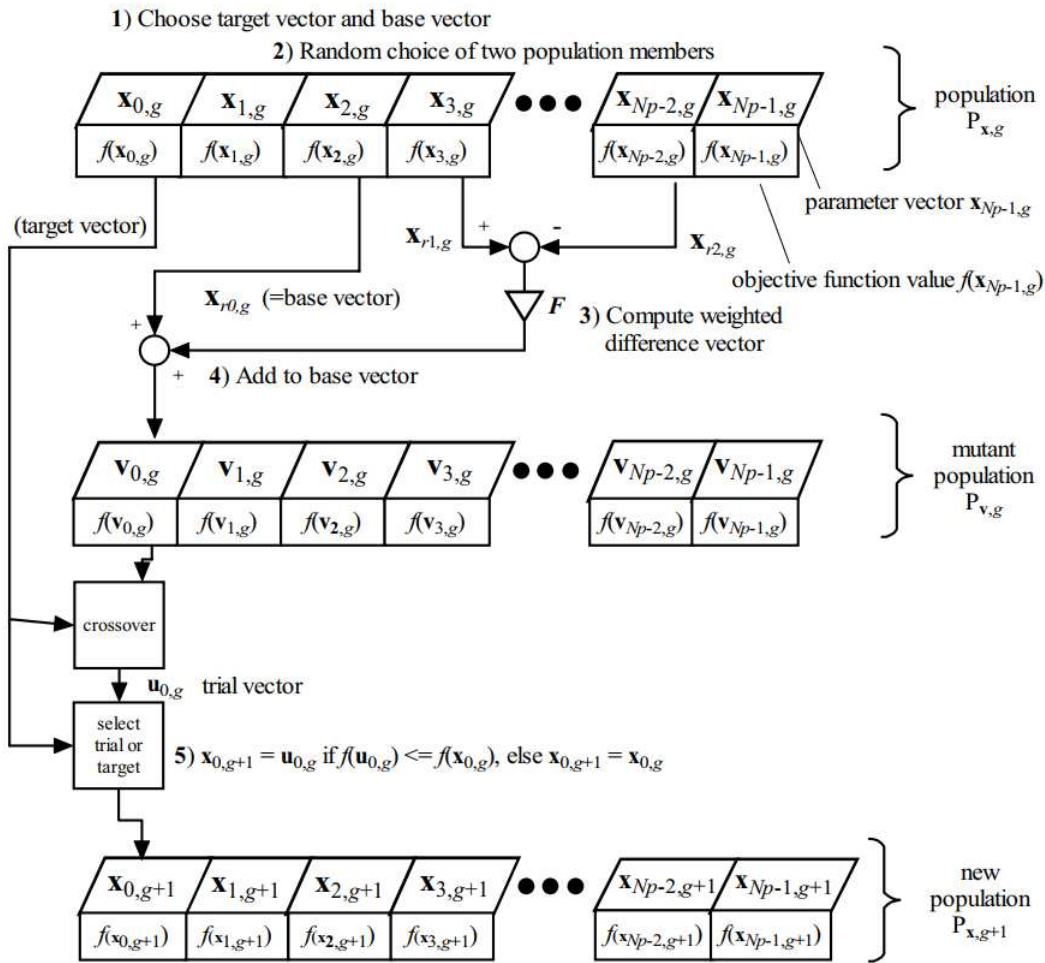 1) Choose target vector and base vector
2) Random choice of two population members
x0,g x1,g x2,g x3,g ●●● xNp-2,g xNp-1,g
f(x0,g) f(x1,g) f(x2,g) f(x3,g) f(xNp-2,g) f(xNp-1,g)
population
Px,g
(target vector)
xr1,g + - xr2,g
parameter vector xNp-1,g
objective function value f(xNp-1,g)
xr0,g (=base vector)
F
3) Compute weighted
difference vector
+
+
4) Add to base vector
v0,g v1,g v2,g v3,g ●●● vNp-2,g vNp-1,g
f(v0,g) f(v1,g) f(v2,g) f(v3,g) f(vNp-2,g) f(vNp-1,g)
mutant
population
Pv,g
crossover
u0,g trial vector
select
trial or
target
5) x0,g+1 = u0,g if f(u0,g) <= f(x0,g), else x0,g+1 = x0,g
x0,g+1 x1,g+1 x2,g+1 x3,g+1 ●●● xNp-2,g+1 xNp-1,g+1
f(x0,g+1) f(x1,g+1) f(x2,g+1) f(x3,g+1) f(xNp-2,g+1) f(xNp-1,g+1)
new
population
Px,g+1